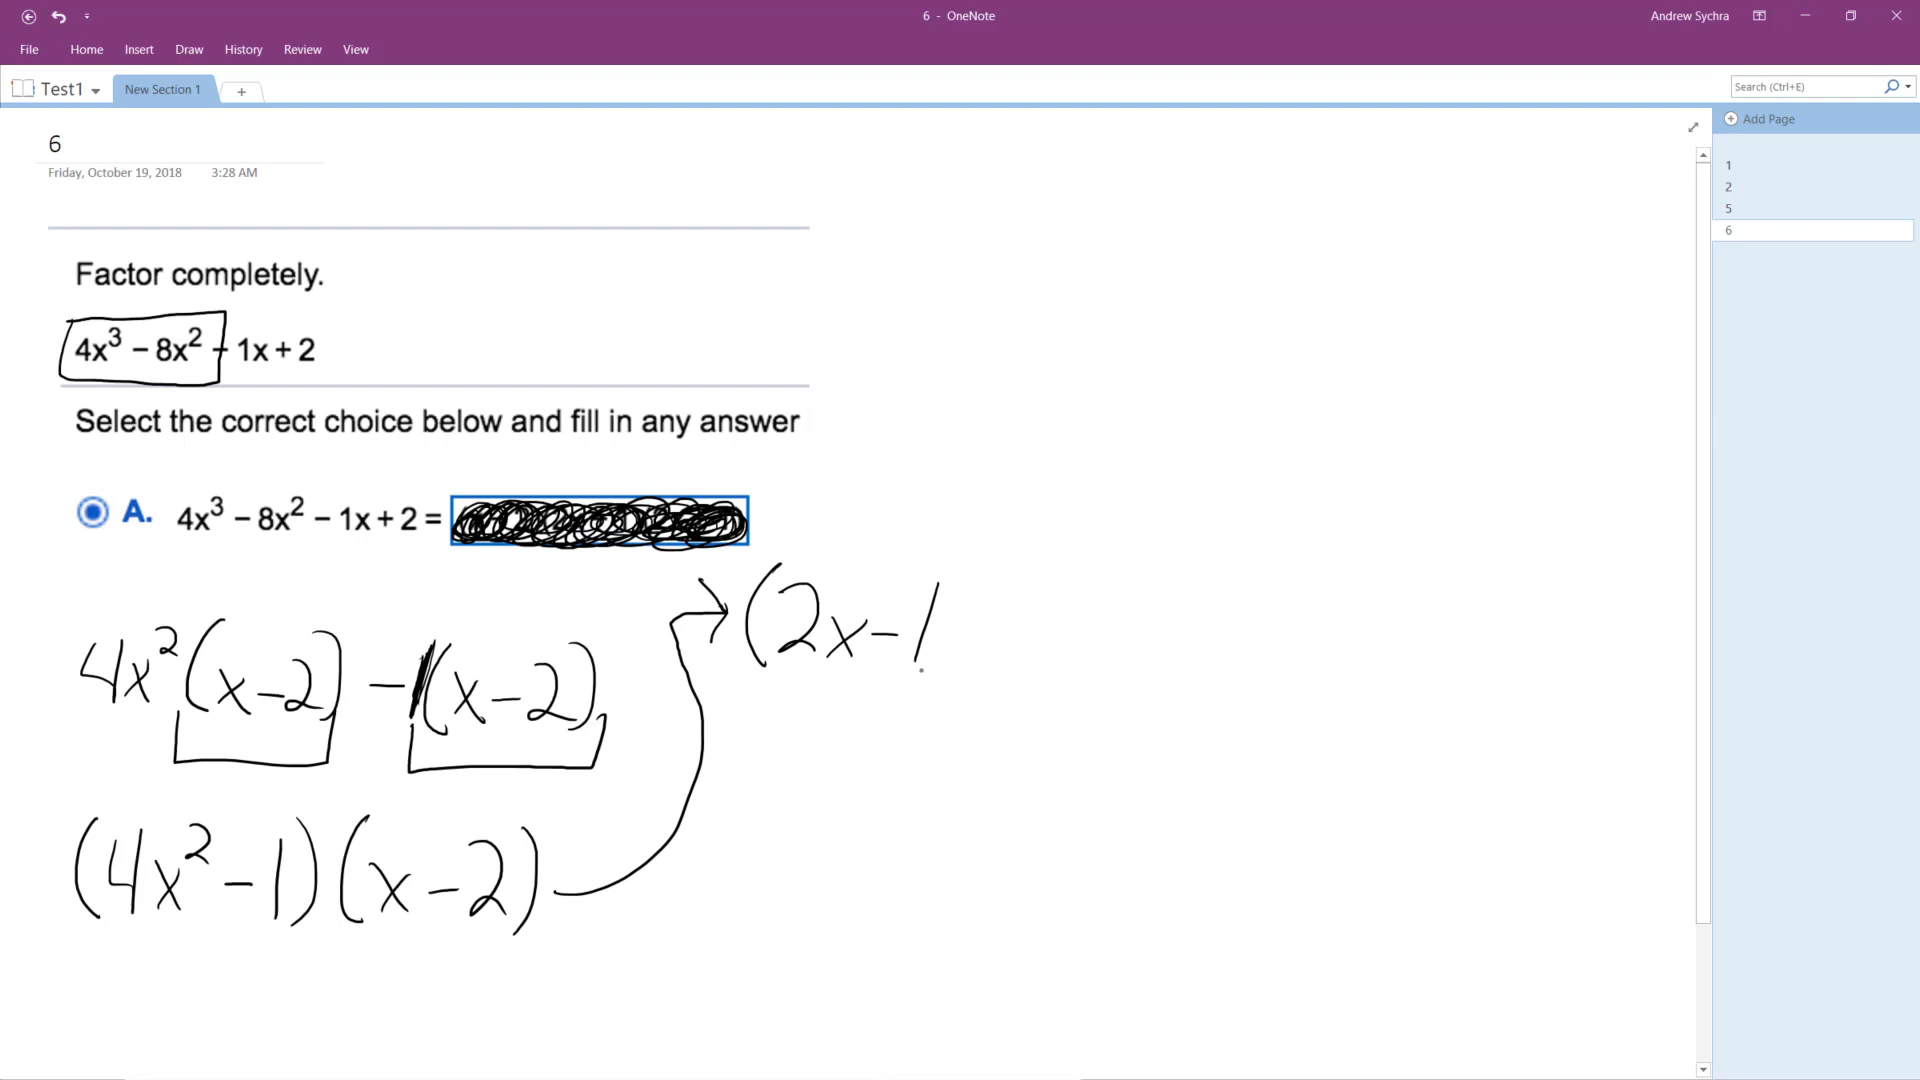 6 - OneNote
Andrew Sychra
File Home Insert Draw History Review View
Test1 New Section 1 +
Search (Ctrl+E)
Add Page
1
2
5
6
6
Friday, October 19, 2018 3:28 AM
Factor completely.
4x³ − 8x² − 1x + 2
Select the correct choice below and fill in any answer
A. 4x³ − 8x² − 1x + 2 =
4x²(x−2) −1(x−2)
(2x−1
(4x²−1)(x−2)